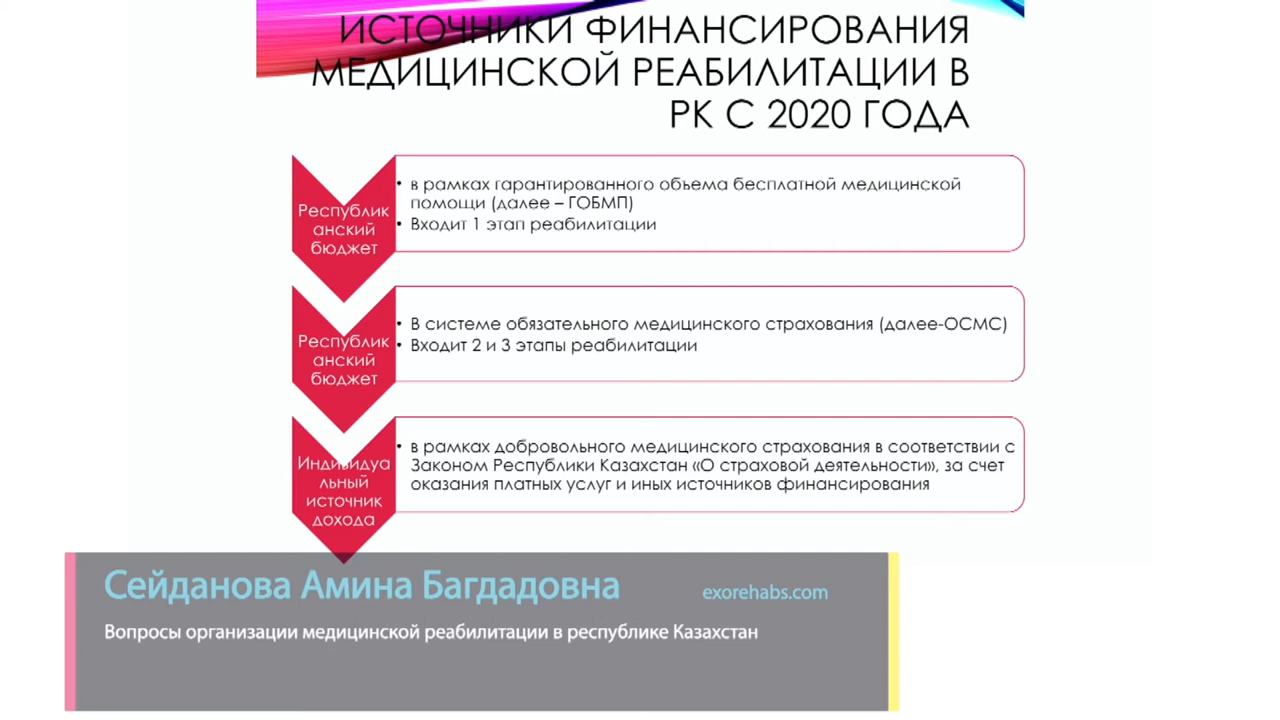 ИСТОЧНИКИ ФИНАНСИРОВАНИЯ
МЕДИЦИНСКОЙ РЕАБИЛИТАЦИИ В
РК С 2020 ГОДА
Республик
анский
бюджет
• в рамках гарантированного объема бесплатной медицинской
помощи (далее – ГОБМП)
• Входит 1 этап реабилитации
Республик
анский
бюджет
• В системе обязательного медицинского страхования (далее-ОСМС)
• Входит 2 и 3 этапы реабилитации
Индивидуа
льный
источник
дохода
• в рамках добровольного медицинского страхования в соответствии с
Законом Республики Казахстан «О страховой деятельности», за счет
оказания платных услуг и иных источников финансирования
Сейданова Амина Багдадовна
exorehabs.com
Вопросы организации медицинской реабилитации в республике Казахстан